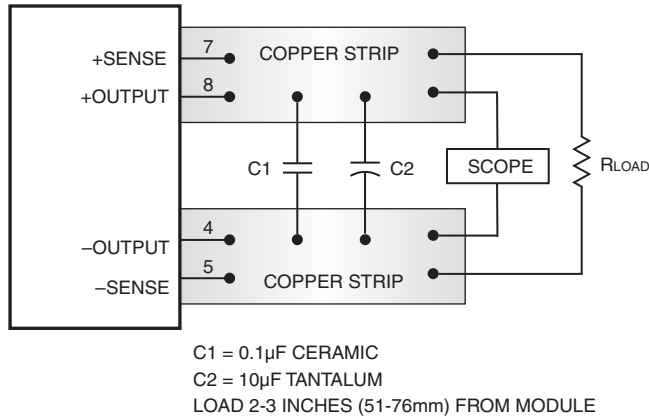 +SENSE
7
COPPER STRIP
+OUTPUT
8
C1
C2
SCOPE
RLOAD
–OUTPUT
4
–SENSE
5
COPPER STRIP
C1 = 0.1µF CERAMIC
C2 = 10µF TANTALUM
LOAD 2-3 INCHES (51-76mm) FROM MODULE